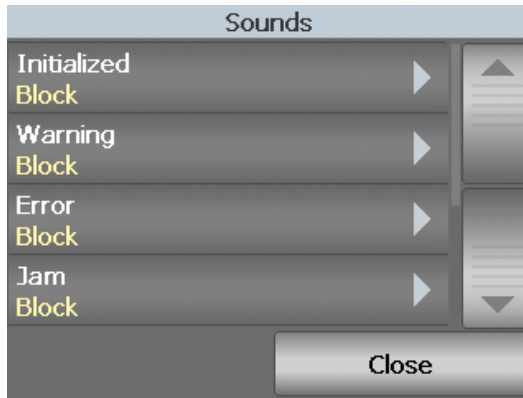 Sounds
Initialized
Block
Warning
Block
Error
Block
Jam
Block
Close